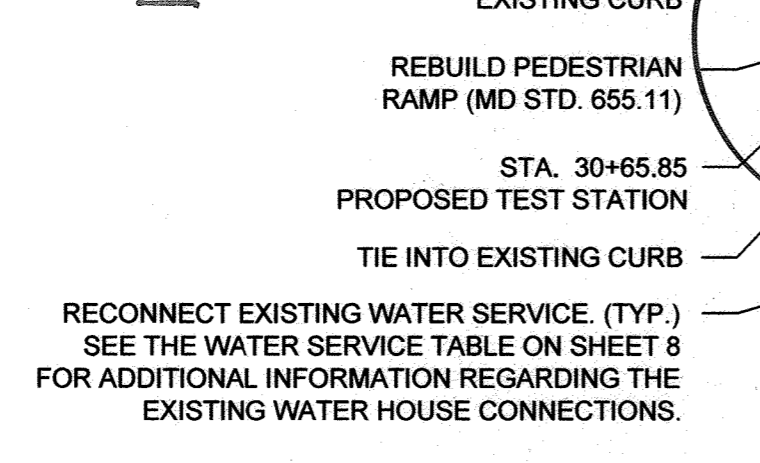 EXISTING CURB
REBUILD PEDESTRIAN
RAMP (MD STD. 655.11)
STA. 30+65.85
PROPOSED TEST STATION
TIE INTO EXISTING CURB
RECONNECT EXISTING WATER SERVICE. (TYP.)
SEE THE WATER SERVICE TABLE ON SHEET 8
FOR ADDITIONAL INFORMATION REGARDING THE
EXISTING WATER HOUSE CONNECTIONS.